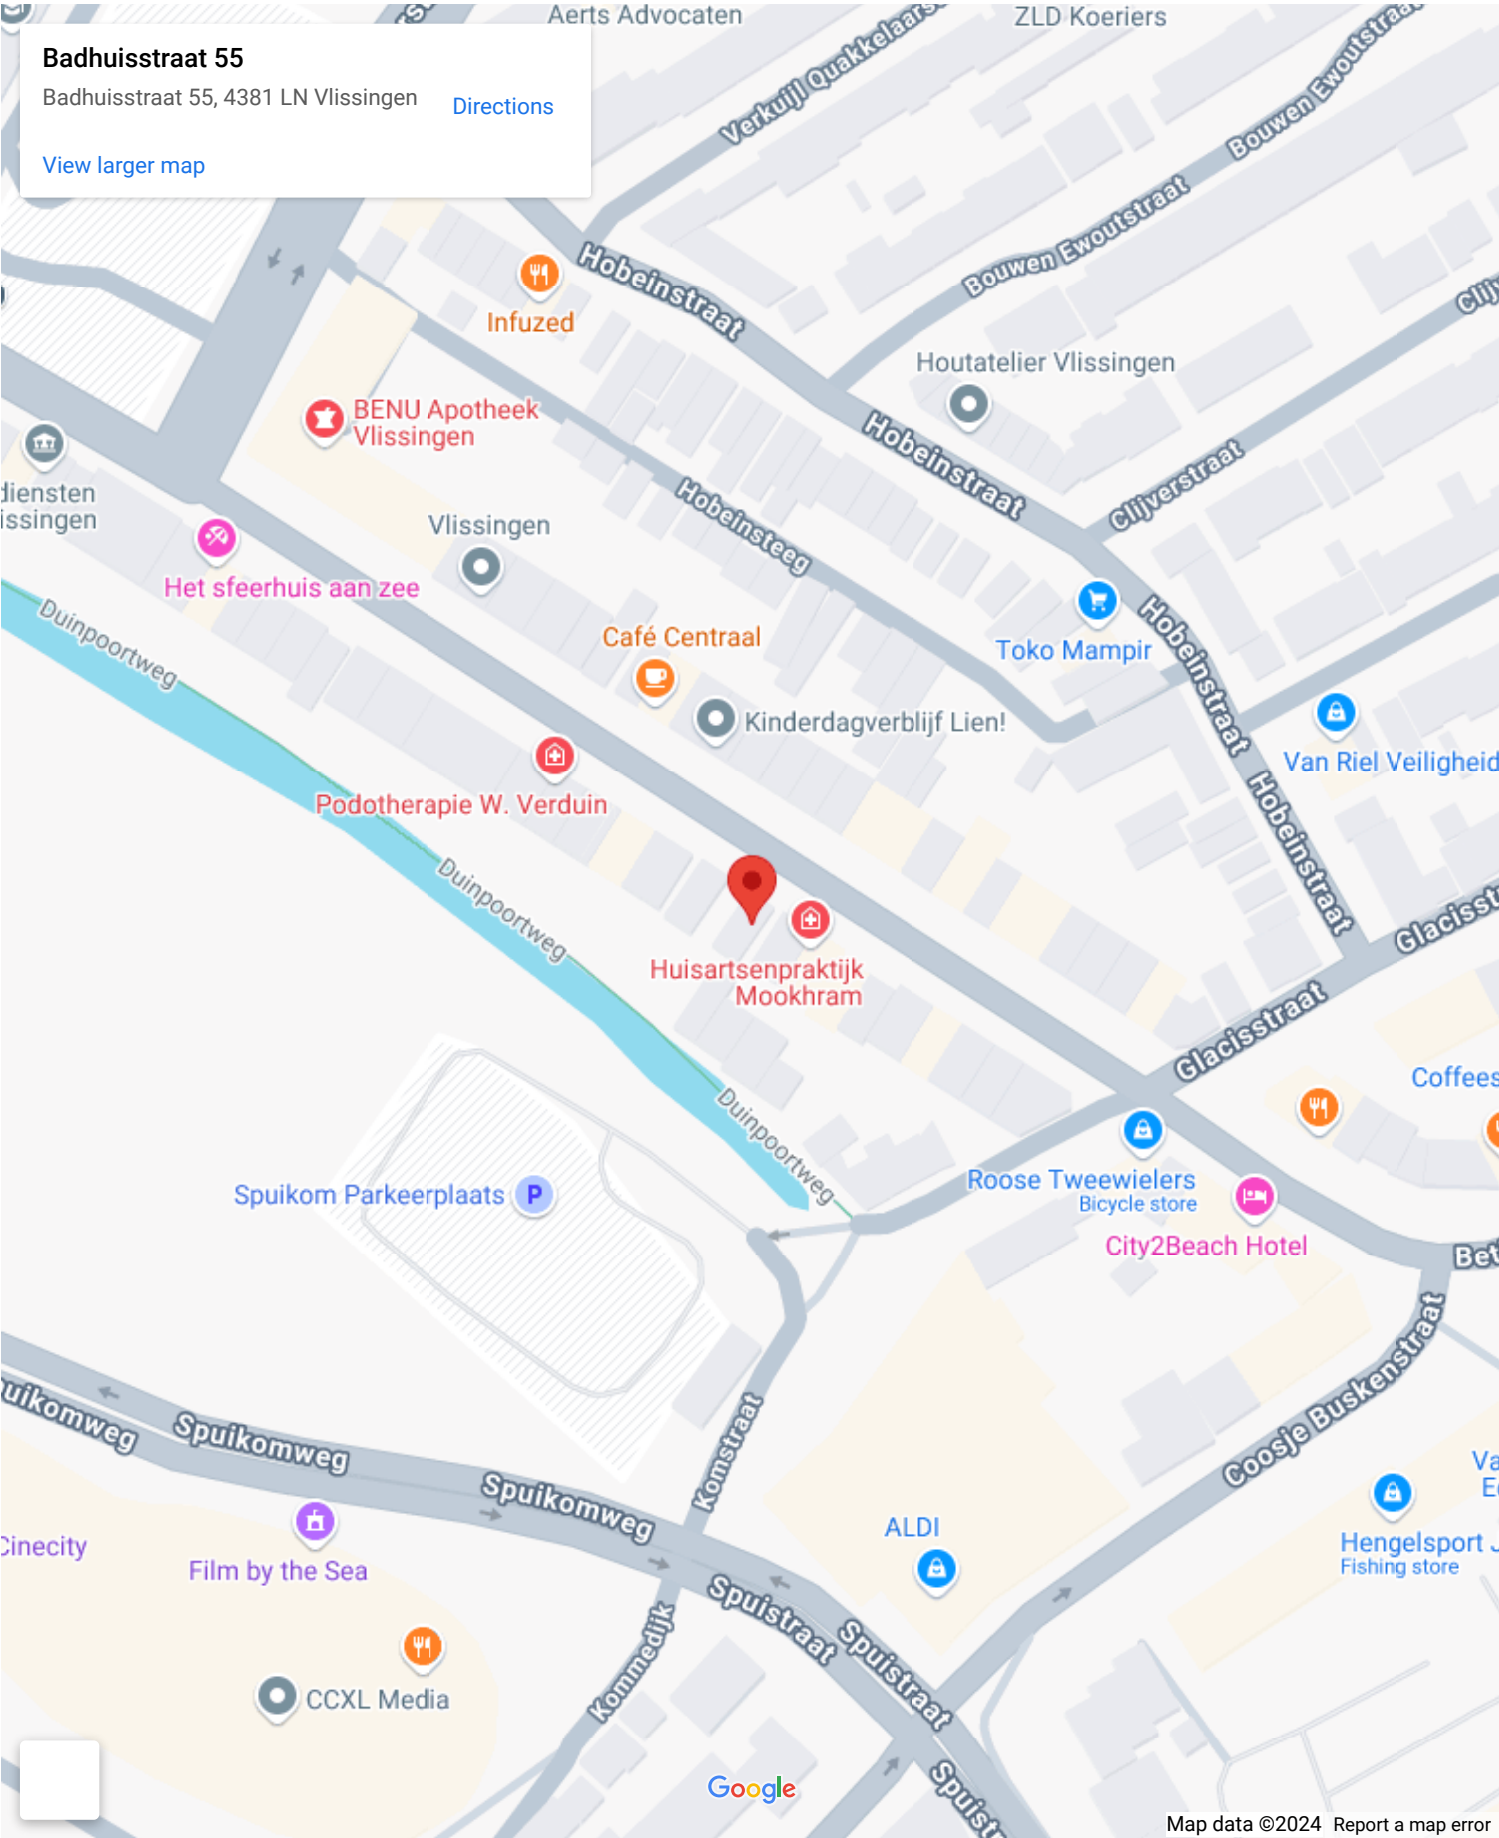 Aerts Advocaten
ZLD Koeriers
Badhuisstraat 55
Badhuisstraat 55, 4381 LN Vlissingen
Directions
View larger map
Bouwen Ewoutstraat
Bouwen Ewoutstraat
Hobeinstraat
Infuzed
Houtatelier Vlissingen
BENU Apotheek
Vlissingen
Hobeinstraat
Clijverstraat
Hobeinsteeg
Vlissingen
Het sfeerhuis aan zee
Duinpoortweg
Café Centraal
Toko Mampir
Hobeinstraat
Kinderdagverblijf Lien!
Van Riel Veiligheid
Podotherapie W. Verduin
Hobeinstraat
Duinpoortweg
Huisartsenpraktijk
Mookhram
Glacisstraat
Duinpoortweg
Spuikom Parkeerplaats
P
Roose Tweewielers
Bicycle store
City2Beach Hotel
Coosje Buskenstraat
Spuikomweg
Spuikomweg
Komstraat
Cinecity
Film by the Sea
ALDI
Hengelsport J
Fishing store
Spuistraat
Spuistraat
Kommedijk
CCXL Media
Google
Map data ©2024
Report a map error